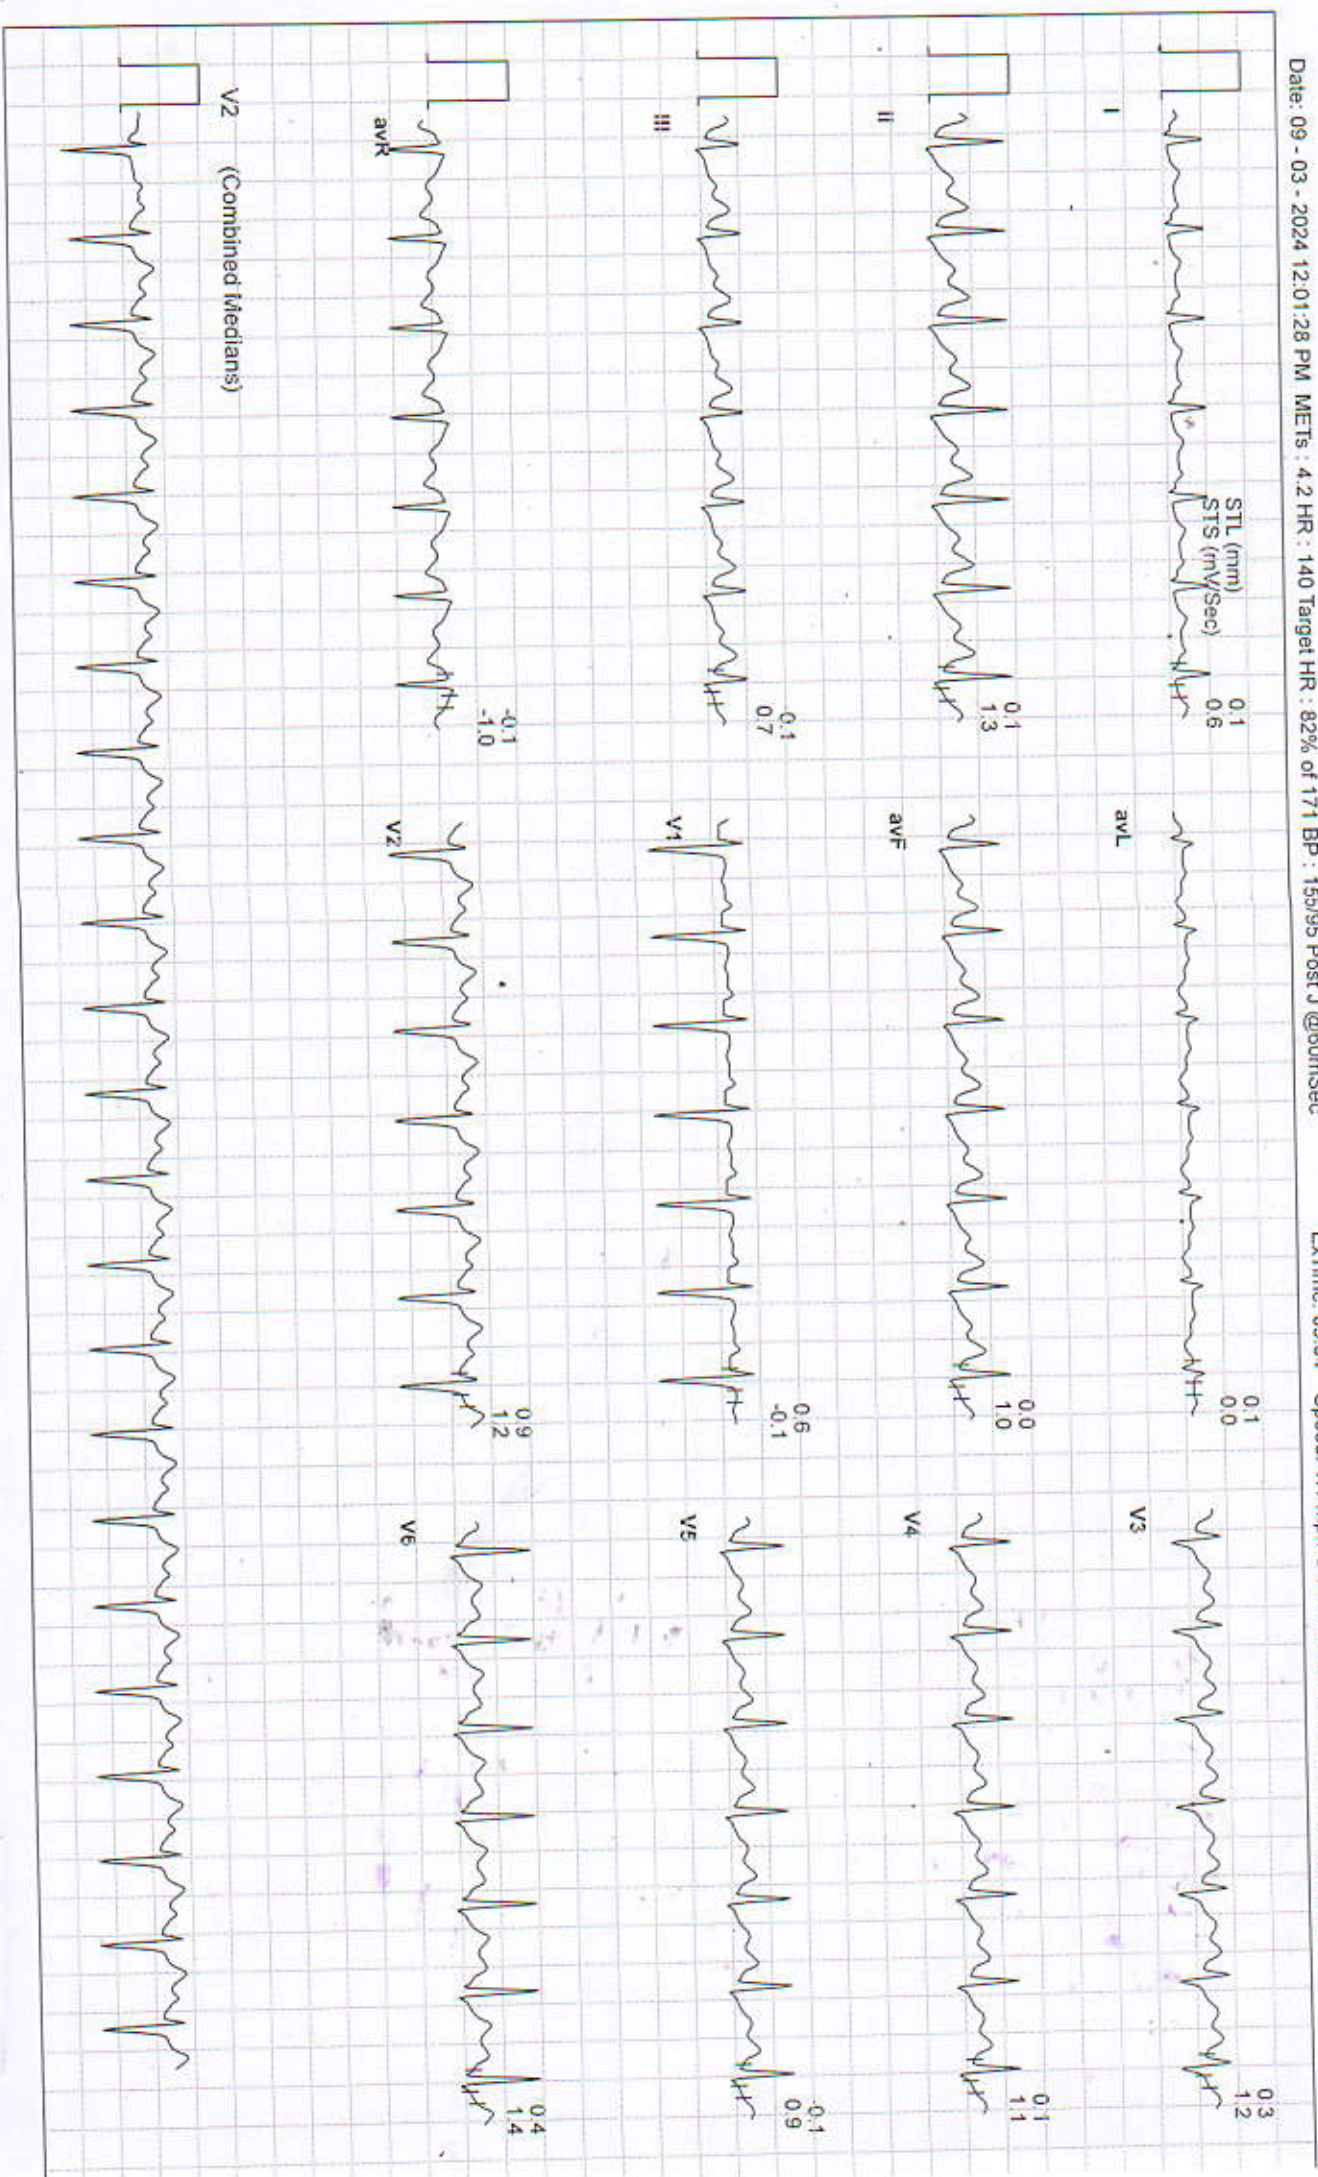 Date: 09 - 03 - 2024 12:01:28 PM METs : 4.2 HR : 140 Target HR : 82% of 171 BP : 155/95 Post J @60mSec
STL (mm)
STS (mV/Sec)
I
0.1
0.6
avL
0.1
0.0
V3
0.3
1.2
II
0.1
1.3
avF
0.0
1.0
V4
0.1
1.1
III
-0.1
0.7
V1
0.6
-0.1
V5
-0.1
0.9
avR
-0.1
-1.0
V2
0.9
1.2
V6
0.4
1.4
V2 (Combined Medians)